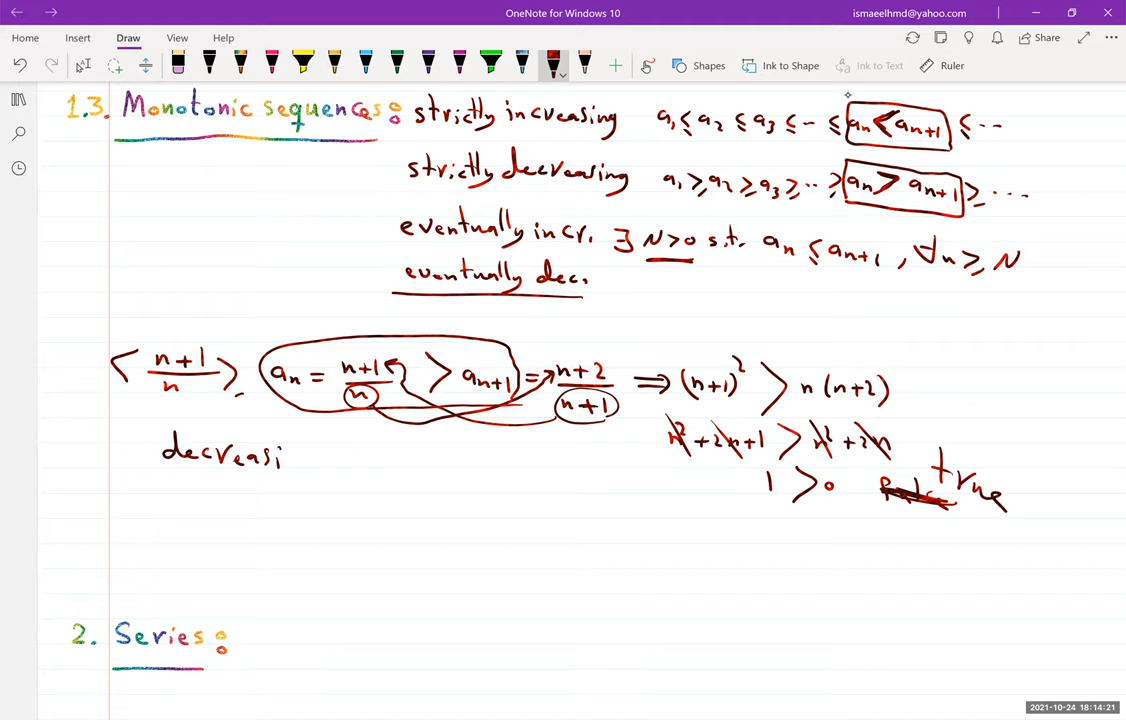 OneNote for Windows 10
ismaeelhmd@yahoo.com
Home Insert Draw View Help
Share
Shapes Ink to Shape Ink to Text Ruler
1.3. Monotonic sequences: strictly increasing a₁ ≤ a₂ ≤ a₃ ≤ ... ≤ aₙ < aₙ₊₁ ≤ ...
strictly decreasing a₁ ≥ a₂ ≥ a₃ ≥ ... ≥ aₙ > aₙ₊₁ ≥ ...
eventually incr. ∃ N>0 s.t. aₙ ≤ aₙ₊₁, ∀n ≥ N
eventually dec.
< n+1/n >. aₙ = n+1/n > aₙ₊₁ = n+2/n+1 ⟹ (n+1)² > n(n+2)
n² + 2n + 1 > n² + 2n
decreasi
1 > 0 true
2. Series:
2021-10-24 18:14:21